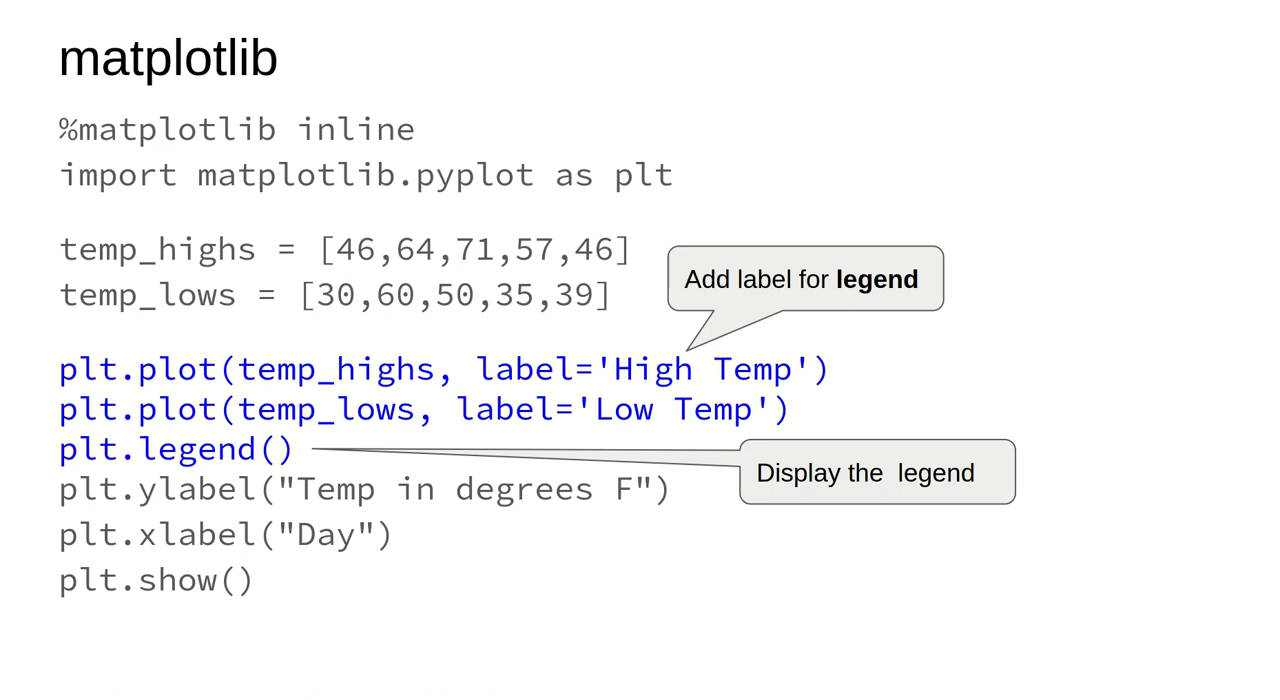 matplotlib
%matplotlib inline
import matplotlib.pyplot as plt
temp_highs = [46,64,71,57,46]
temp_lows = [30,60,50,35,39]
Add label for legend
plt.plot(temp_highs, label='High Temp')
plt.plot(temp_lows, label='Low Temp')
plt.legend()
Display the  legend
plt.ylabel("Temp in degrees F")
plt.xlabel("Day")
plt.show()